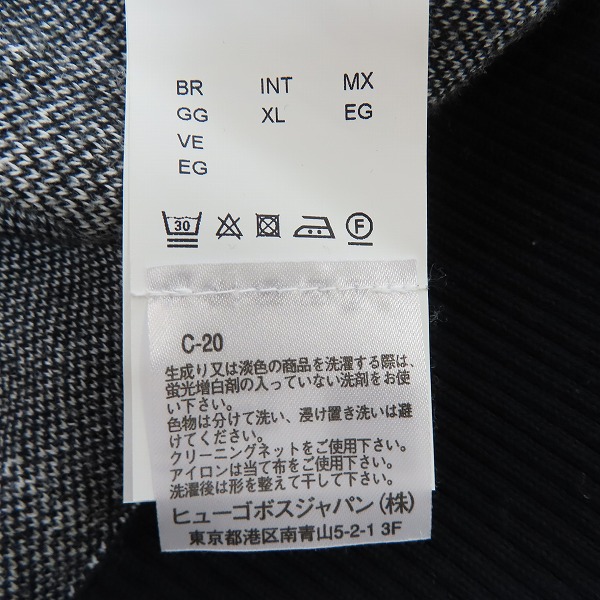 BR INT MX
GG XL EG
VE
EG
30 F
C-20
生成り又は淡色の商品を洗濯する際は、
蛍光増白剤の入っていない洗剤をお使
い下さい。
色物は分けて洗い、浸け置き洗いは避
けてください。
クリーニングネットをご使用下さい。
アイロンは当て布をご使用下さい。
洗濯後は形を整えて干して下さい。
ヒューゴボスジャパン(株)
東京都港区南青山5-2-1 3F